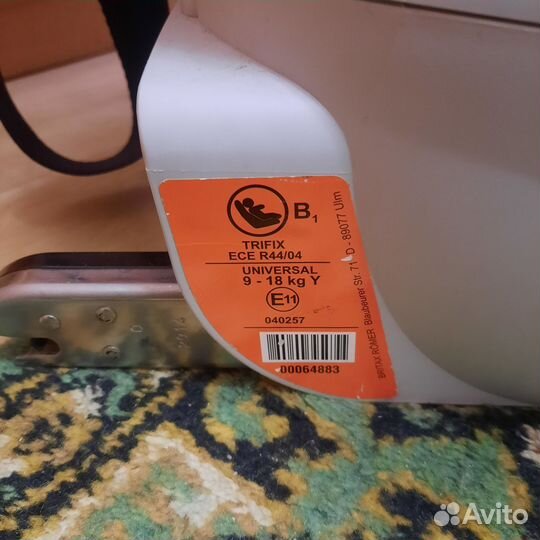 B1
TRIFIX
ECE R44/04
UNIVERSAL
9 - 18 kg Y
E11
040257
00064883
BRITAX RÖMER Blaubeurer Str. 71 D - 89077 Ulm
Avito